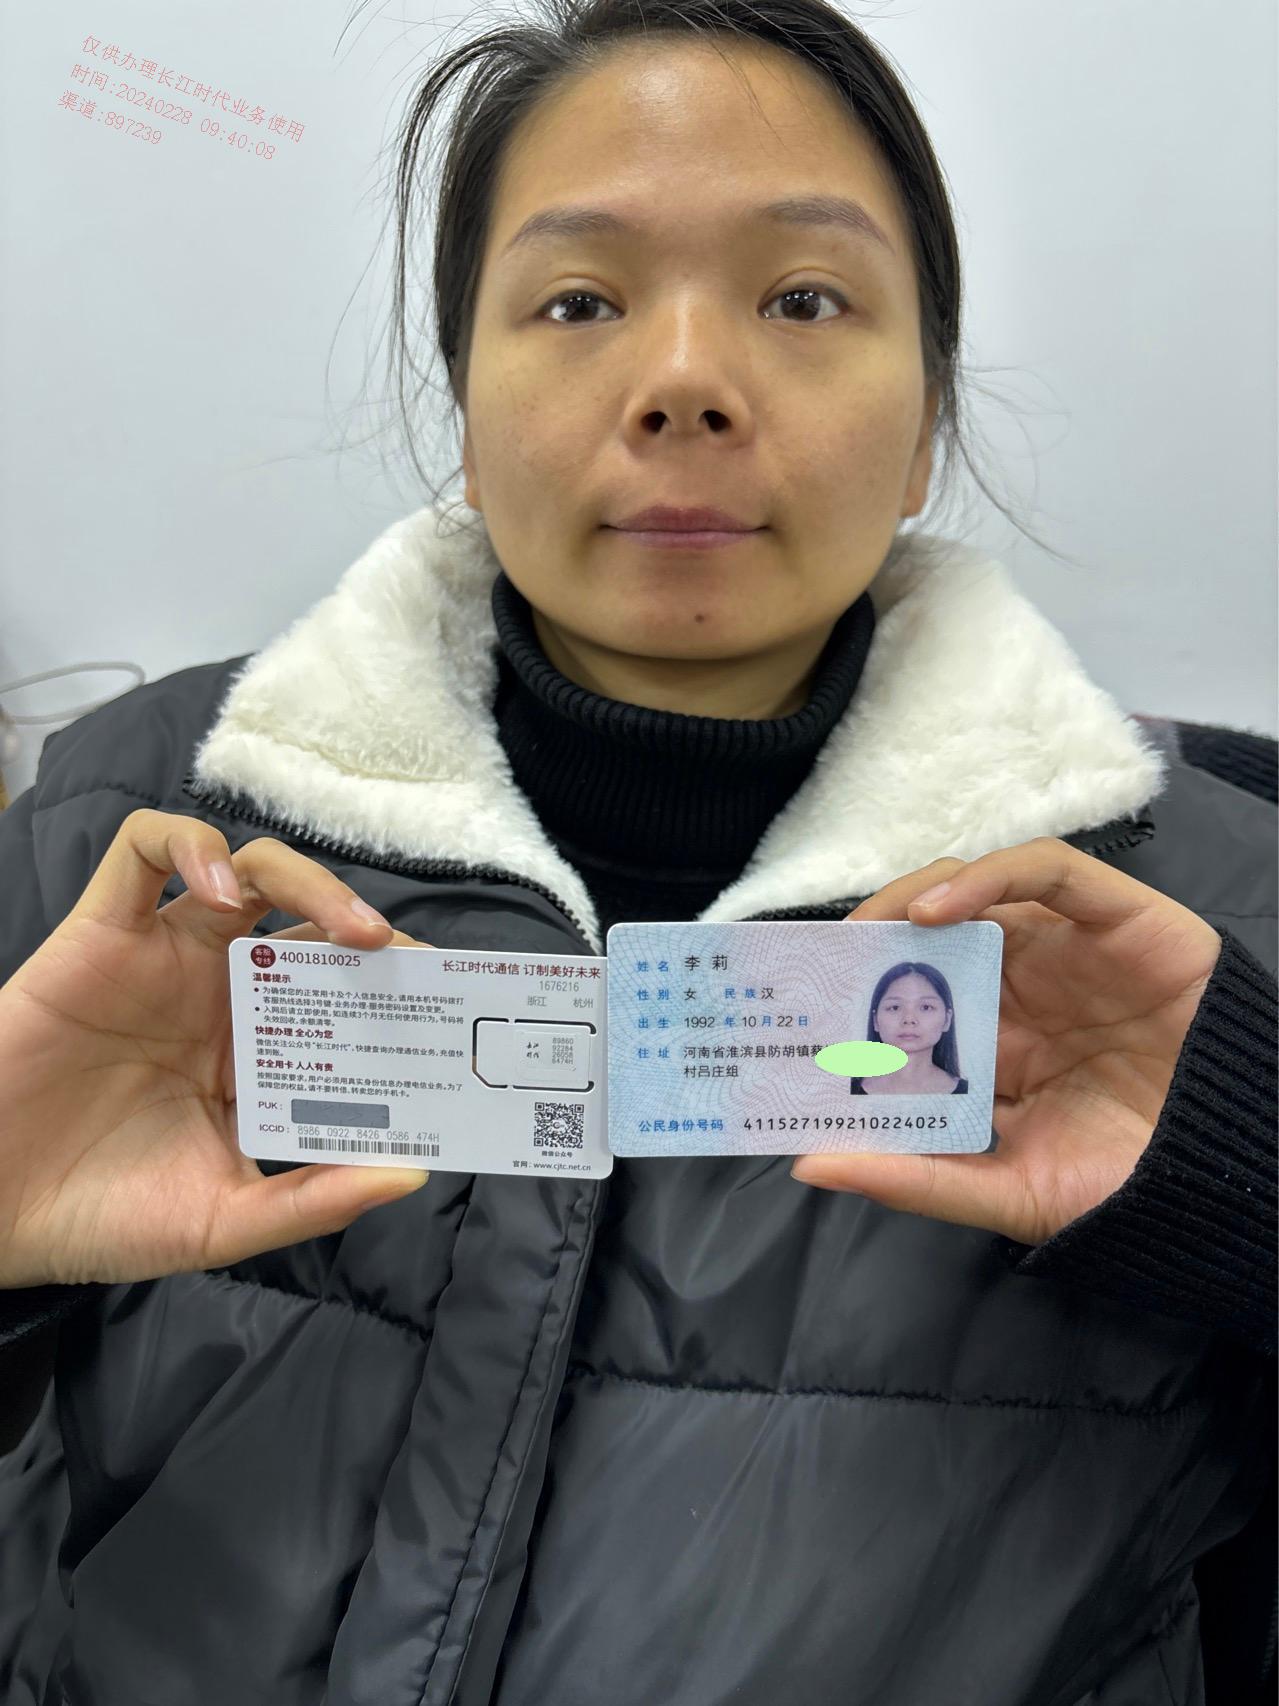 仅供办理长江时代业务使用
时间:20240228 09:40:08
渠道:897239
客服专线 4001810025
长江时代通信 订制美好未来
1676216
浙江 杭州
温馨提示
为确保您的正常用卡及个人信息安全，请用本机号码拨打
客服热线选择3号键-业务办理-服务密码设置及变更。
入网后请立即使用，如连续3个月无任何使用行为，号码将
失效回收，余额清零。
快捷办理 全心为您
微信关注公众号"长江时代"，快捷查询办理通信业务，充值快
速到账。
安全用卡 人人有责
按照国家要求，用户必须用真实身份信息办理电信业务，为了
保障您的权益，请不要转借、转卖您的手机卡。
长江
时代
89860
92284
26058
6474H
PUK：
ICCID： 8986 0922 8426 0586 474H
微信公众号
官网：www.cjtc.net.cn
姓名 李莉
性别 女 民族 汉
出生 1992 年 10 月 22 日
住址 河南省淮滨县防胡镇
村吕庄组
公民身份号码 411527199210224025